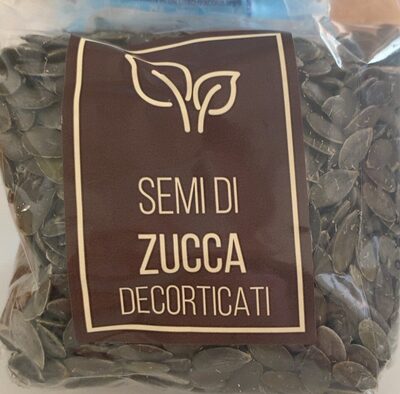 SEMI DI
ZUCCA
DECORTICATI